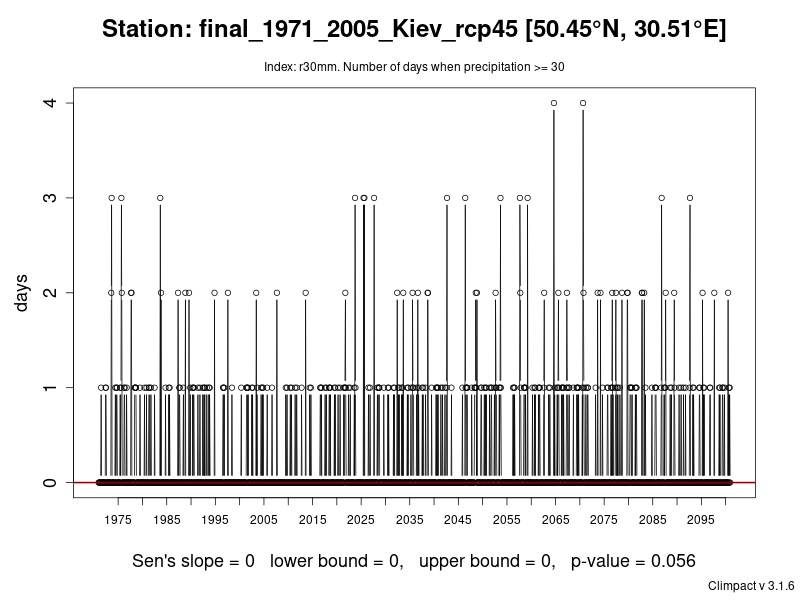 Station: final_1971_2005_Kiev_rcp45 [50.45°N, 30.51°E]
Index: r30mm. Number of days when precipitation >= 30
days
4
3
2
1
0
1975 1985 1995 2005 2015 2025 2035 2045 2055 2065 2075 2085 2095
Sen's slope = 0 lower bound = 0, upper bound = 0, p-value = 0.056
Climpact v 3.1.6